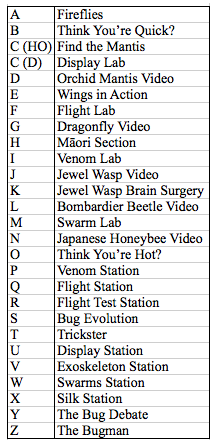 A Fireflies
B Think You're Quick?
C (HO) Find the Mantis
C (D) Display Lab
D Orchid Mantis Video
E Wings in Action
F Flight Lab
G Dragonfly Video
H Māori Section
I Venom Lab
J Jewel Wasp Video
K Jewel Wasp Brain Surgery
L Bombardier Beetle Video
M Swarm Lab
N Japanese Honeybee Video
O Think You're Hot?
P Venom Station
Q Flight Station
R Flight Test Station
S Bug Evolution
T Trickster
U Display Station
V Exoskeleton Station
W Swarms Station
X Silk Station
Y The Bug Debate
Z The Bugman